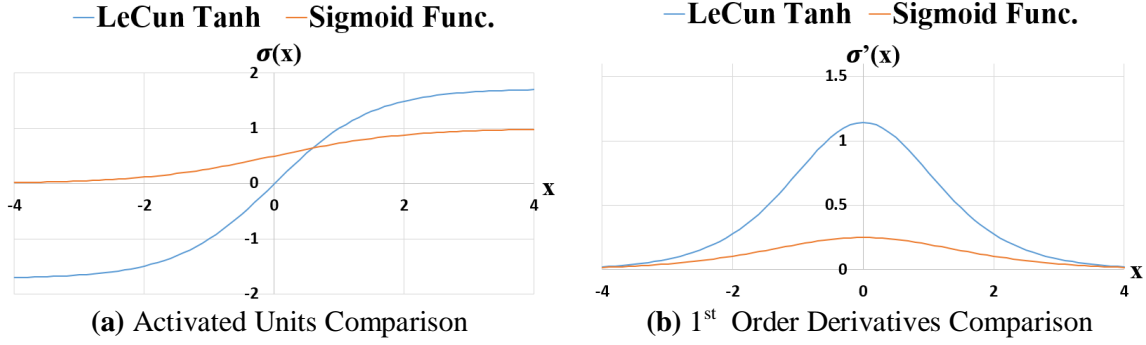 LeCun Tanh Sigmoid Func.
σ(x)
2
1
0
-4 -2 0 2 4 x
-1
-2
(a) Activated Units Comparison
LeCun Tanh Sigmoid Func.
σ’(x)
1.5
1
0.5
0
-4 -2 0 2 4 x
(b) 1st Order Derivatives Comparison